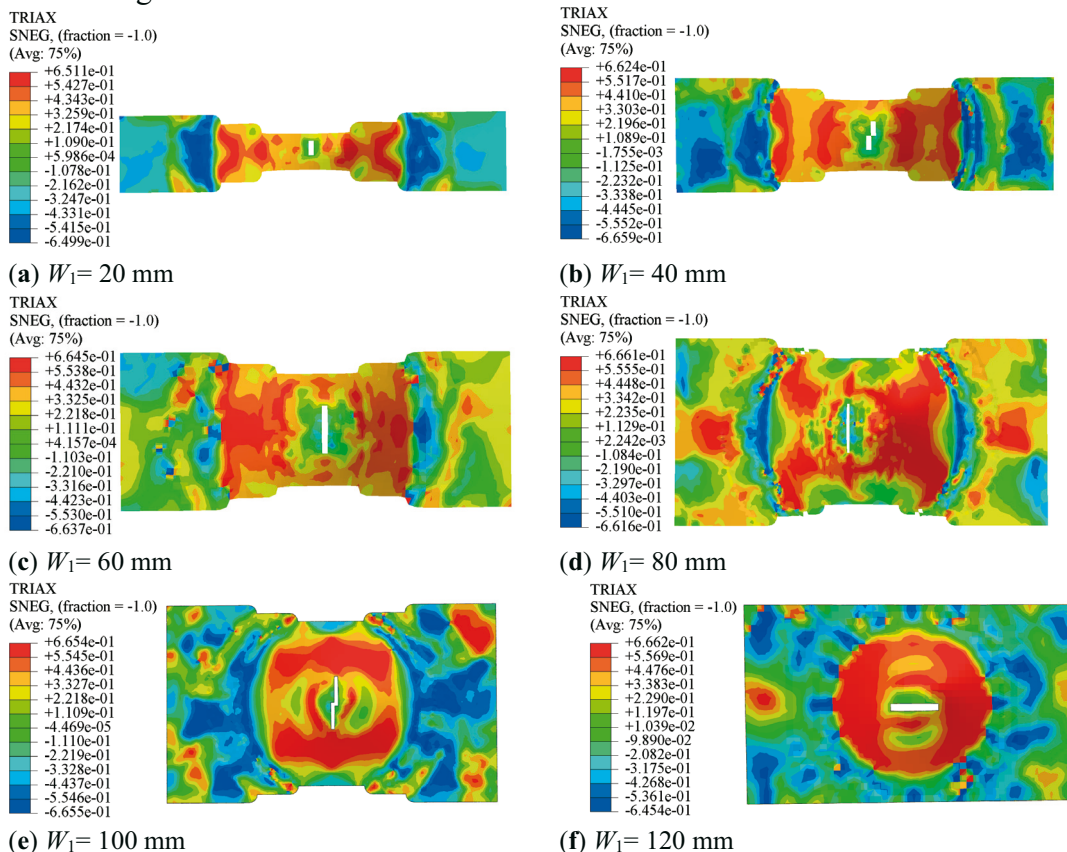 TRIAX
SNEG, (fraction = -1.0)
(Avg: 75%)
+6.511e-01
+5.427e-01
+4.343e-01
+3.259e-01
+2.174e-01
+1.090e-01
+5.986e-04
-1.078e-01
-2.162e-01
-3.247e-01
-4.331e-01
-5.415e-01
-6.499e-01
(a) W1= 20 mm
TRIAX
SNEG, (fraction = -1.0)
(Avg: 75%)
+6.624e-01
+5.517e-01
+4.410e-01
+3.303e-01
+2.196e-01
+1.089e-01
-1.755e-03
-1.125e-01
-2.232e-01
-3.338e-01
-4.445e-01
-5.552e-01
-6.659e-01
(b) W1= 40 mm
TRIAX
SNEG, (fraction = -1.0)
(Avg: 75%)
+6.645e-01
+5.538e-01
+4.432e-01
+3.325e-01
+2.218e-01
+1.111e-01
+4.157e-04
-1.103e-01
-2.210e-01
-3.316e-01
-4.423e-01
-5.530e-01
-6.637e-01
(c) W1= 60 mm
TRIAX
SNEG, (fraction = -1.0)
(Avg: 75%)
+6.661e-01
+5.555e-01
+4.448e-01
+3.342e-01
+2.235e-01
+1.129e-01
+2.242e-03
-1.084e-01
-2.190e-01
-3.297e-01
-4.403e-01
-5.510e-01
-6.616e-01
(d) W1= 80 mm
TRIAX
SNEG, (fraction = -1.0)
(Avg: 75%)
+6.654e-01
+5.545e-01
+4.436e-01
+3.327e-01
+2.218e-01
+1.109e-01
-4.469e-05
-1.110e-01
-2.219e-01
-3.328e-01
-4.437e-01
-5.546e-01
-6.655e-01
(e) W1= 100 mm
TRIAX
SNEG, (fraction = -1.0)
(Avg: 75%)
+6.662e-01
+5.569e-01
+4.476e-01
+3.383e-01
+2.290e-01
+1.197e-01
+1.039e-02
-9.890e-02
-2.082e-01
-3.175e-01
-4.268e-01
-5.361e-01
-6.454e-01
(f) W1= 120 mm